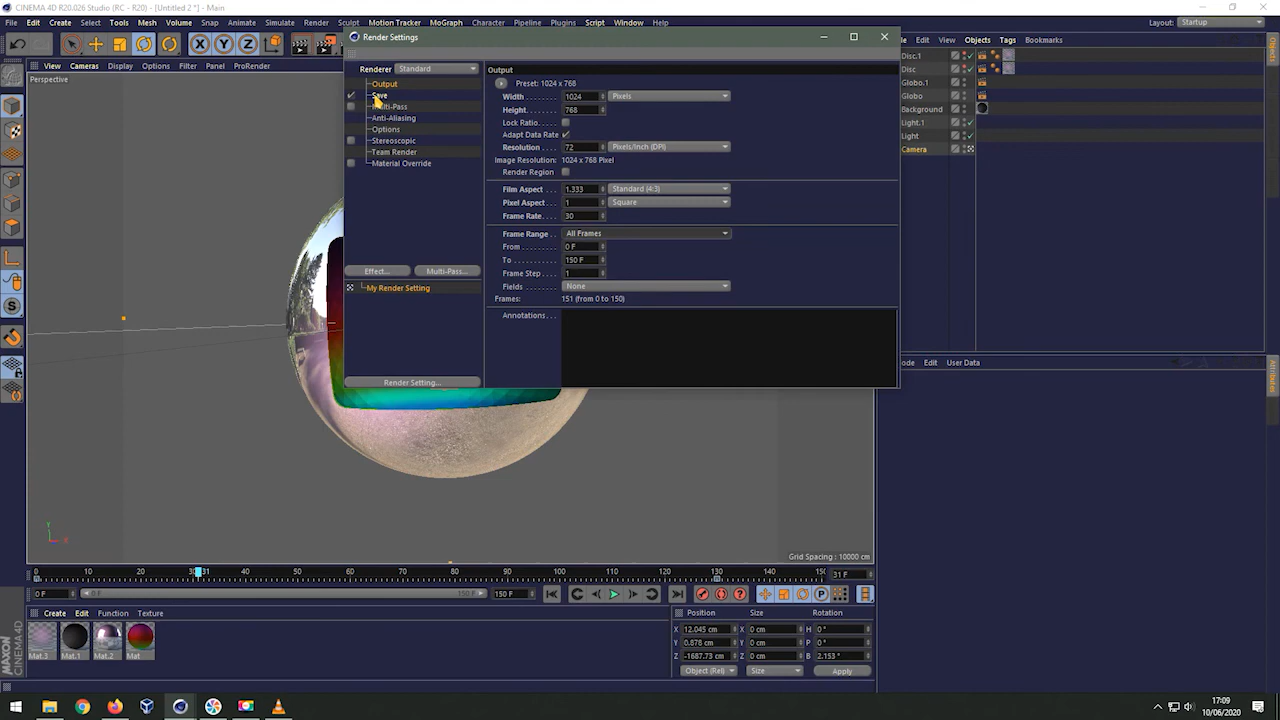 CINEMA 4D R20.026 Studio (RC - R20) - [Untitled 2 *] - Main
File Edit Create Select Tools Mesh Volume Snap Animate Simulate Render Sculpt Motion Tracker MoGraph Character Pipeline Plugins Script Window Help
Layout: Startup
Render Settings
View Objects Tags Bookmarks
View Cameras Display Options Filter Panel ProRender
Perspective
Renderer Standard
Output
Save
Multi-Pass
Anti-Aliasing
Options
Stereoscopic
Team Render
Material Override
Effect... Multi-Pass...
My Render Setting
Render Setting...
Output
Preset: 1024 x 768
Width 1024 Pixels
Height 768
Lock Ratio
Adapt Data Rate
Resolution 72 Pixels/Inch (DPI)
Image Resolution: 1024 x 768 Pixel
Render Region
Film Aspect 1.333 Standard (4:3)
Pixel Aspect 1 Square
Frame Rate 30
Frame Range All Frames
From 0 F
To 150 F
Frame Step 1
Fields None
Frames: 151 (from 0 to 150)
Annotations
Disc.1
Disc
Globo.1
Globo
Background
Light.1
Light
Camera
Objects
Edit User Data
Attributes
Y
X
Grid Spacing : 10000 cm
0 10 20 31 40 50 60 70 80 90 100 110 120 130 140 31 F
0 F 0 F 150 F 150 F
Create Edit Function Texture
Mat.3 Mat.1 Mat.2 Mat
Position Size Rotation
X 12.045 cm X 0 cm H 0 °
Y 0.878 cm Y 0 cm P 0 °
Z -1687.73 cm Z 0 cm B 2.153 °
Object (Rel) Size Apply
MAXON CINEMA 4D
17:09
10/06/2020